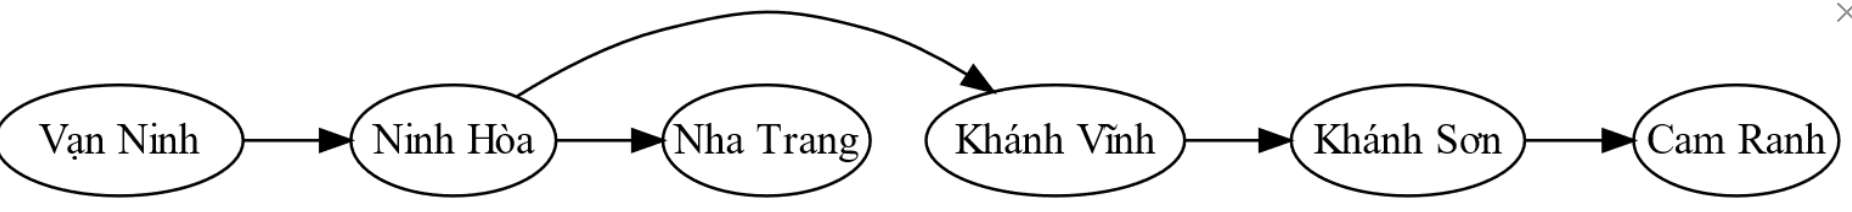 Vạn Ninh
Ninh Hòa
Nha Trang
Khánh Vĩnh
Khánh Sơn
Cam Ranh